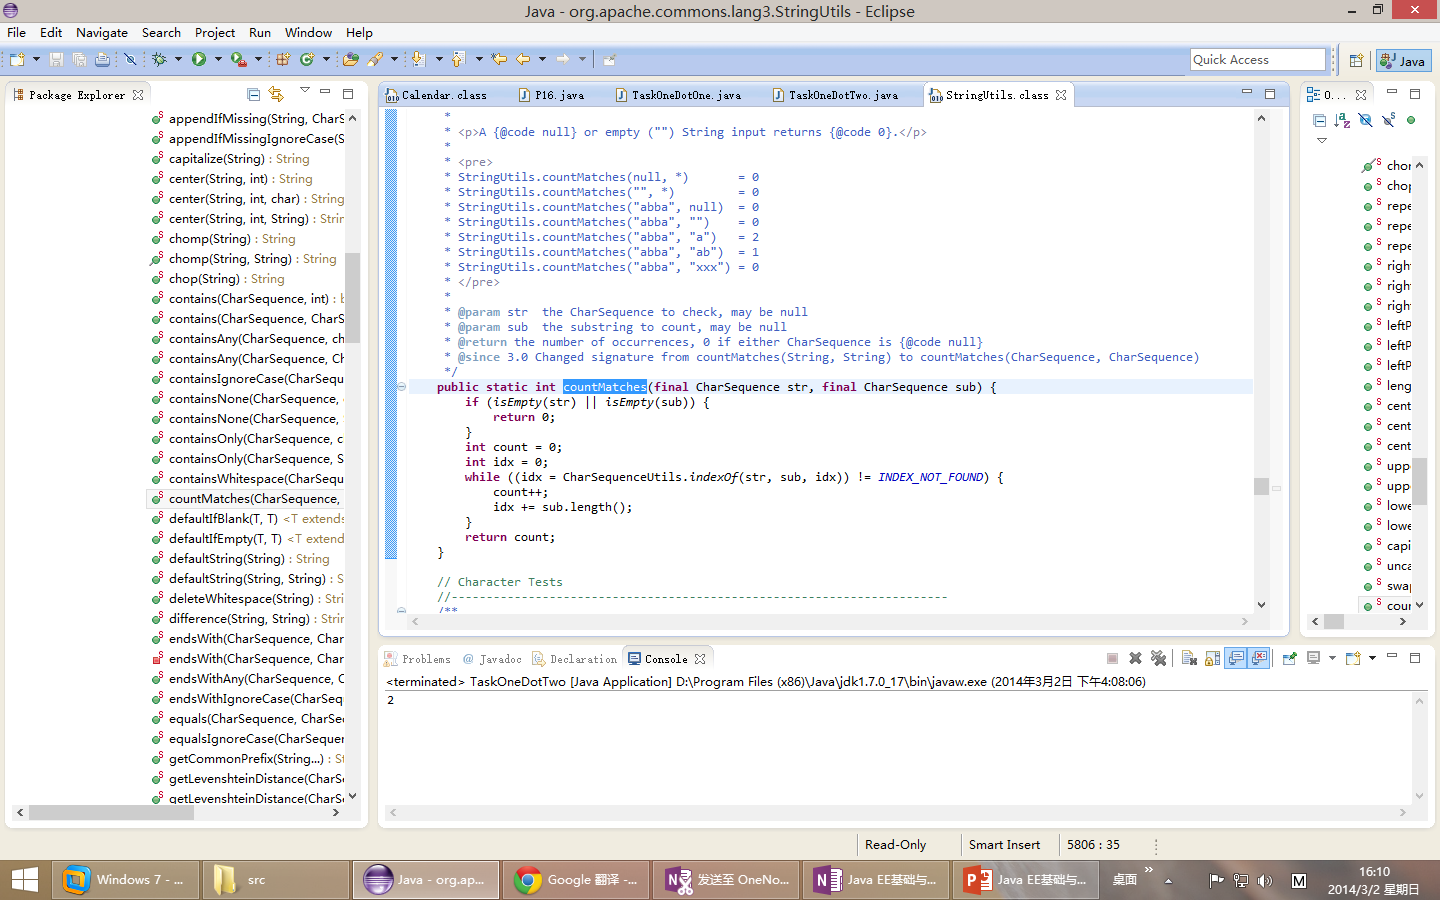 Java - org.apache.commons.lang3.StringUtils - Eclipse
File Edit Navigate Search Project Run Window Help
Quick Access
Java
Package Explorer
appendIfMissing(String, CharS
appendIfMissingIgnoreCase(S
capitalize(String) : String
center(String, int) : String
center(String, int, char) : String
center(String, int, String) : Strin
chomp(String) : String
chomp(String, String) : String
chop(String) : String
contains(CharSequence, int) : b
contains(CharSequence, CharS
containsAny(CharSequence, ch
containsAny(CharSequence, Ch
containsIgnoreCase(CharSequ
containsNone(CharSequence,
containsNone(CharSequence,
containsOnly(CharSequence, c
containsOnly(CharSequence, S
containsWhitespace(CharSequ
countMatches(CharSequence,
defaultIfBlank(T, T) <T extends
defaultIfEmpty(T, T) <T extend
defaultString(String) : String
defaultString(String, String) : S
deleteWhitespace(String) : Stri
difference(String, String) : Strin
endsWith(CharSequence, Char
endsWith(CharSequence, Char
endsWithAny(CharSequence, C
endsWithIgnoreCase(CharSequ
equals(CharSequence, CharSe
equalsIgnoreCase(CharSequer
getCommonPrefix(String...) : St
getLevenshteinDistance(CharSe
getLevenshteinDistance(CharSe
Calendar.class P16.java TaskOneDotOne.java TaskOneDotTwo.java StringUtils.class
*
* <p>A {@code null} or empty ("") String input returns {@code 0}.</p>
*
* <pre>
* StringUtils.countMatches(null, *)       = 0
* StringUtils.countMatches("", *)         = 0
* StringUtils.countMatches("abba", null)  = 0
* StringUtils.countMatches("abba", "")    = 0
* StringUtils.countMatches("abba", "a")   = 2
* StringUtils.countMatches("abba", "ab")  = 1
* StringUtils.countMatches("abba", "xxx") = 0
* </pre>
*
* @param str  the CharSequence to check, may be null
* @param sub  the substring to count, may be null
* @return the number of occurrences, 0 if either CharSequence is {@code null}
* @since 3.0 Changed signature from countMatches(String, String) to countMatches(CharSequence, CharSequence)
*/
public static int countMatches(final CharSequence str, final CharSequence sub) {
if (isEmpty(str) || isEmpty(sub)) {
return 0;
}
int count = 0;
int idx = 0;
while ((idx = CharSequenceUtils.indexOf(str, sub, idx)) != INDEX_NOT_FOUND) {
count++;
idx += sub.length();
}
return count;
}
// Character Tests
//-----------------------------------------------------------------------
/**
O...
chor
chop
repe
repe
repe
righ
righ
righ
leftP
leftP
leftP
leng
cent
cent
cent
upp
upp
lowe
lowe
capi
unca
swap
cour
Problems @ Javadoc Declaration Console
<terminated> TaskOneDotTwo [Java Application] D:\Program Files (x86)\Java\jdk1.7.0_17\bin\javaw.exe (2014年3月2日 下午4:08:06)
2
Read-Only Smart Insert 5806 : 35
Windows 7 - ... src Java - org.ap... Google 翻译 -... 发送至 OneNo... Java EE基础与... Java EE基础与... 桌面 M 16:10
2014/3/2 星期日